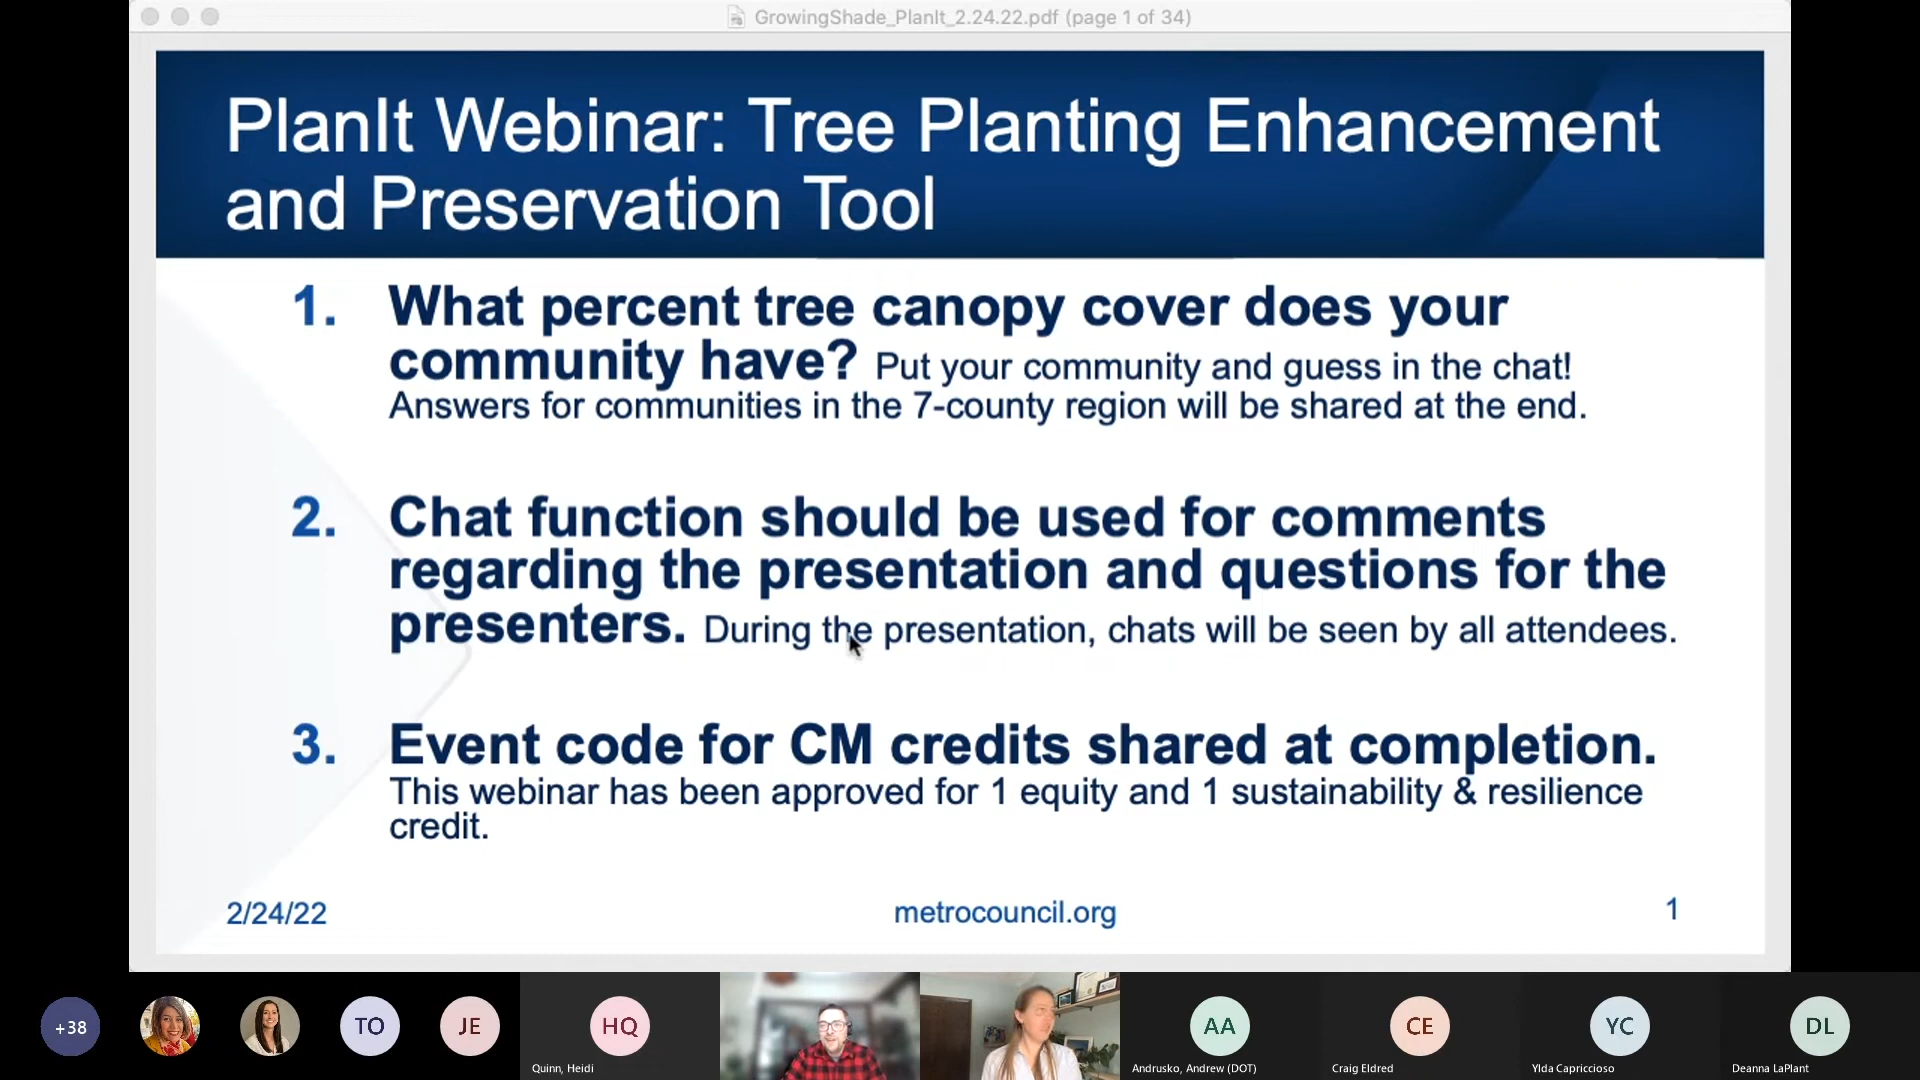 GrowingShade_PlanIt_2.24.22.pdf (page 1 of 34)
PlanIt Webinar: Tree Planting Enhancement
and Preservation Tool
1. What percent tree canopy cover does your
community have? Put your community and guess in the chat!
Answers for communities in the 7-county region will be shared at the end.
2. Chat function should be used for comments
regarding the presentation and questions for the
presenters. During the presentation, chats will be seen by all attendees.
3. Event code for CM credits shared at completion.
This webinar has been approved for 1 equity and 1 sustainability & resilience
credit.
2/24/22
metrocouncil.org
1
+38
TO
JE
HQ
Quinn, Heidi
AA
Andrusko, Andrew (DOT)
CE
Craig Eldred
YC
Ylda Capriccioso
DL
Deanna LaPlant